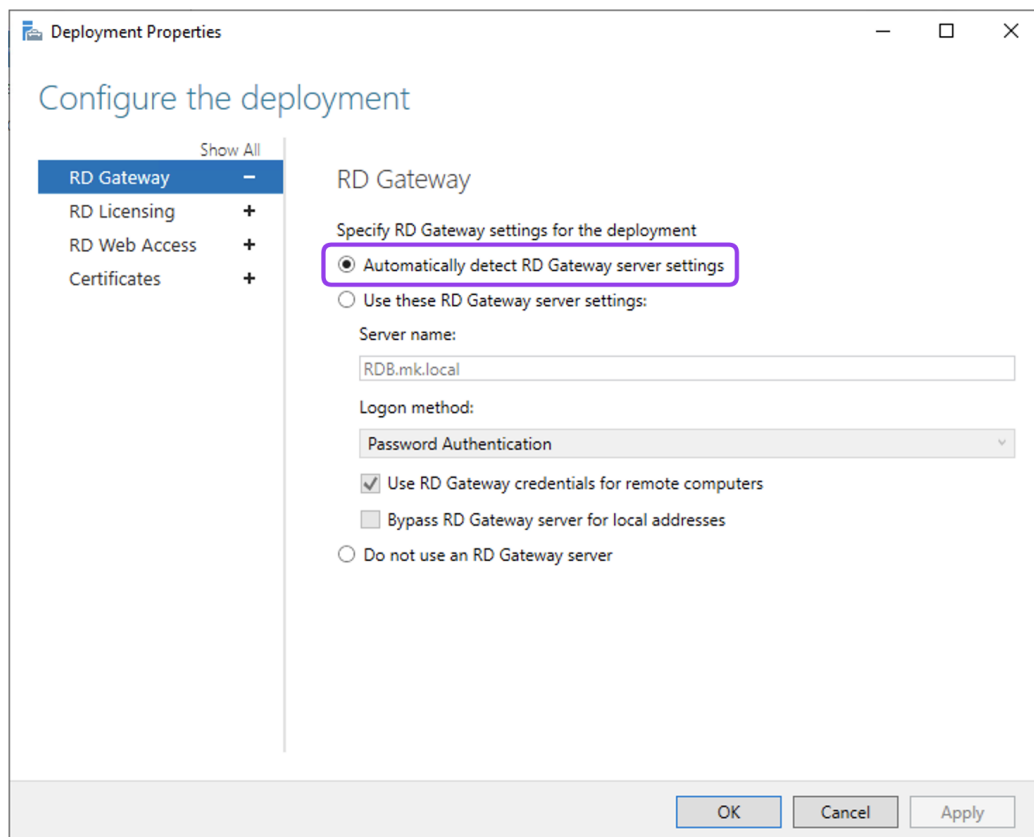 Deployment Properties
Configure the deployment
Show All
RD Gateway −
RD Licensing +
RD Web Access +
Certificates +
RD Gateway
Specify RD Gateway settings for the deployment
Automatically detect RD Gateway server settings
Use these RD Gateway server settings:
Server name:
RDB.mk.local
Logon method:
Password Authentication
Use RD Gateway credentials for remote computers
Bypass RD Gateway server for local addresses
Do not use an RD Gateway server
OK Cancel Apply